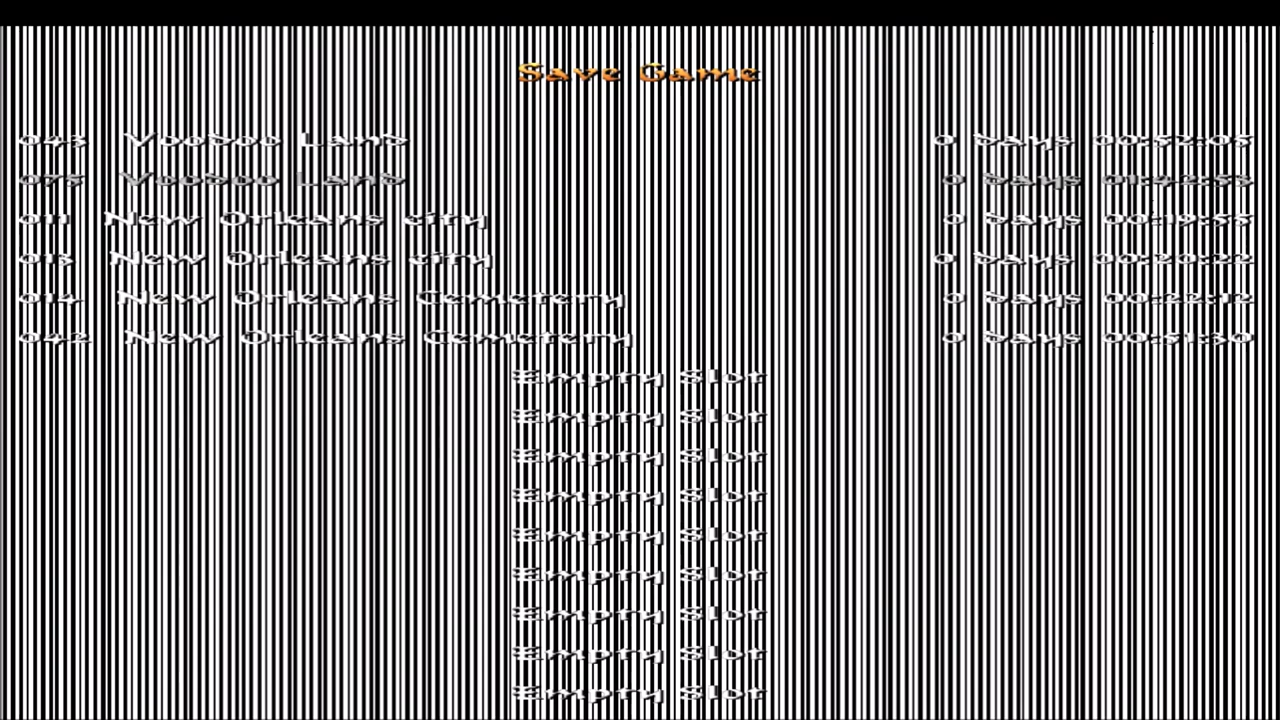 Save Game
043 Voodoo Land 0 days 00:52:05
075 Voodoo Land 0 days 01:42:53
011 New Orleans city 0 days 00:19:55
013 New Orleans city 0 days 00:20:22
014 New Orleans Cemetery 0 days 00:22:12
042 New Orleans Cemetery 0 days 00:51:30
Empty Slot
Empty Slot
Empty Slot
Empty Slot
Empty Slot
Empty Slot
Empty Slot
Empty Slot
Empty Slot